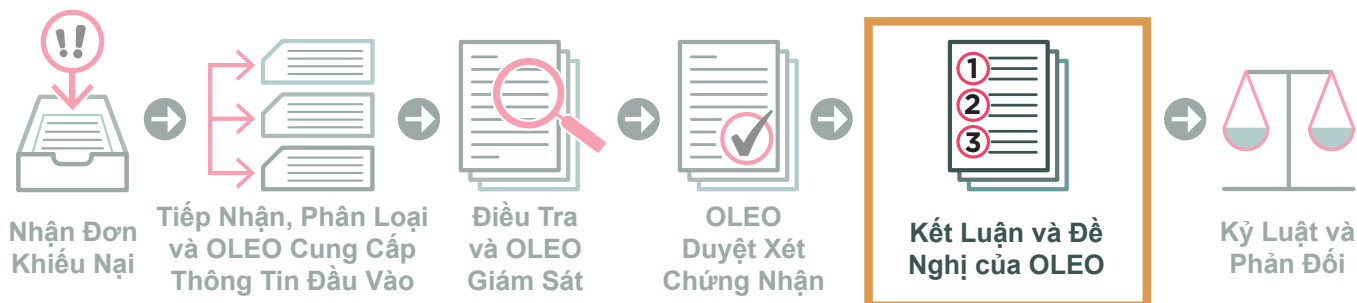 !!
Nhận Đơn
Khiếu Nại
Tiếp Nhận, Phân Loại
và OLEO Cung Cấp
Thông Tin Đầu Vào
Điều Tra
và OLEO
Giám Sát
OLEO
Duyệt Xét
Chứng Nhận
1
2
3
Kết Luận và Đề
Nghị của OLEO
Kỷ Luật và
Phản Đối